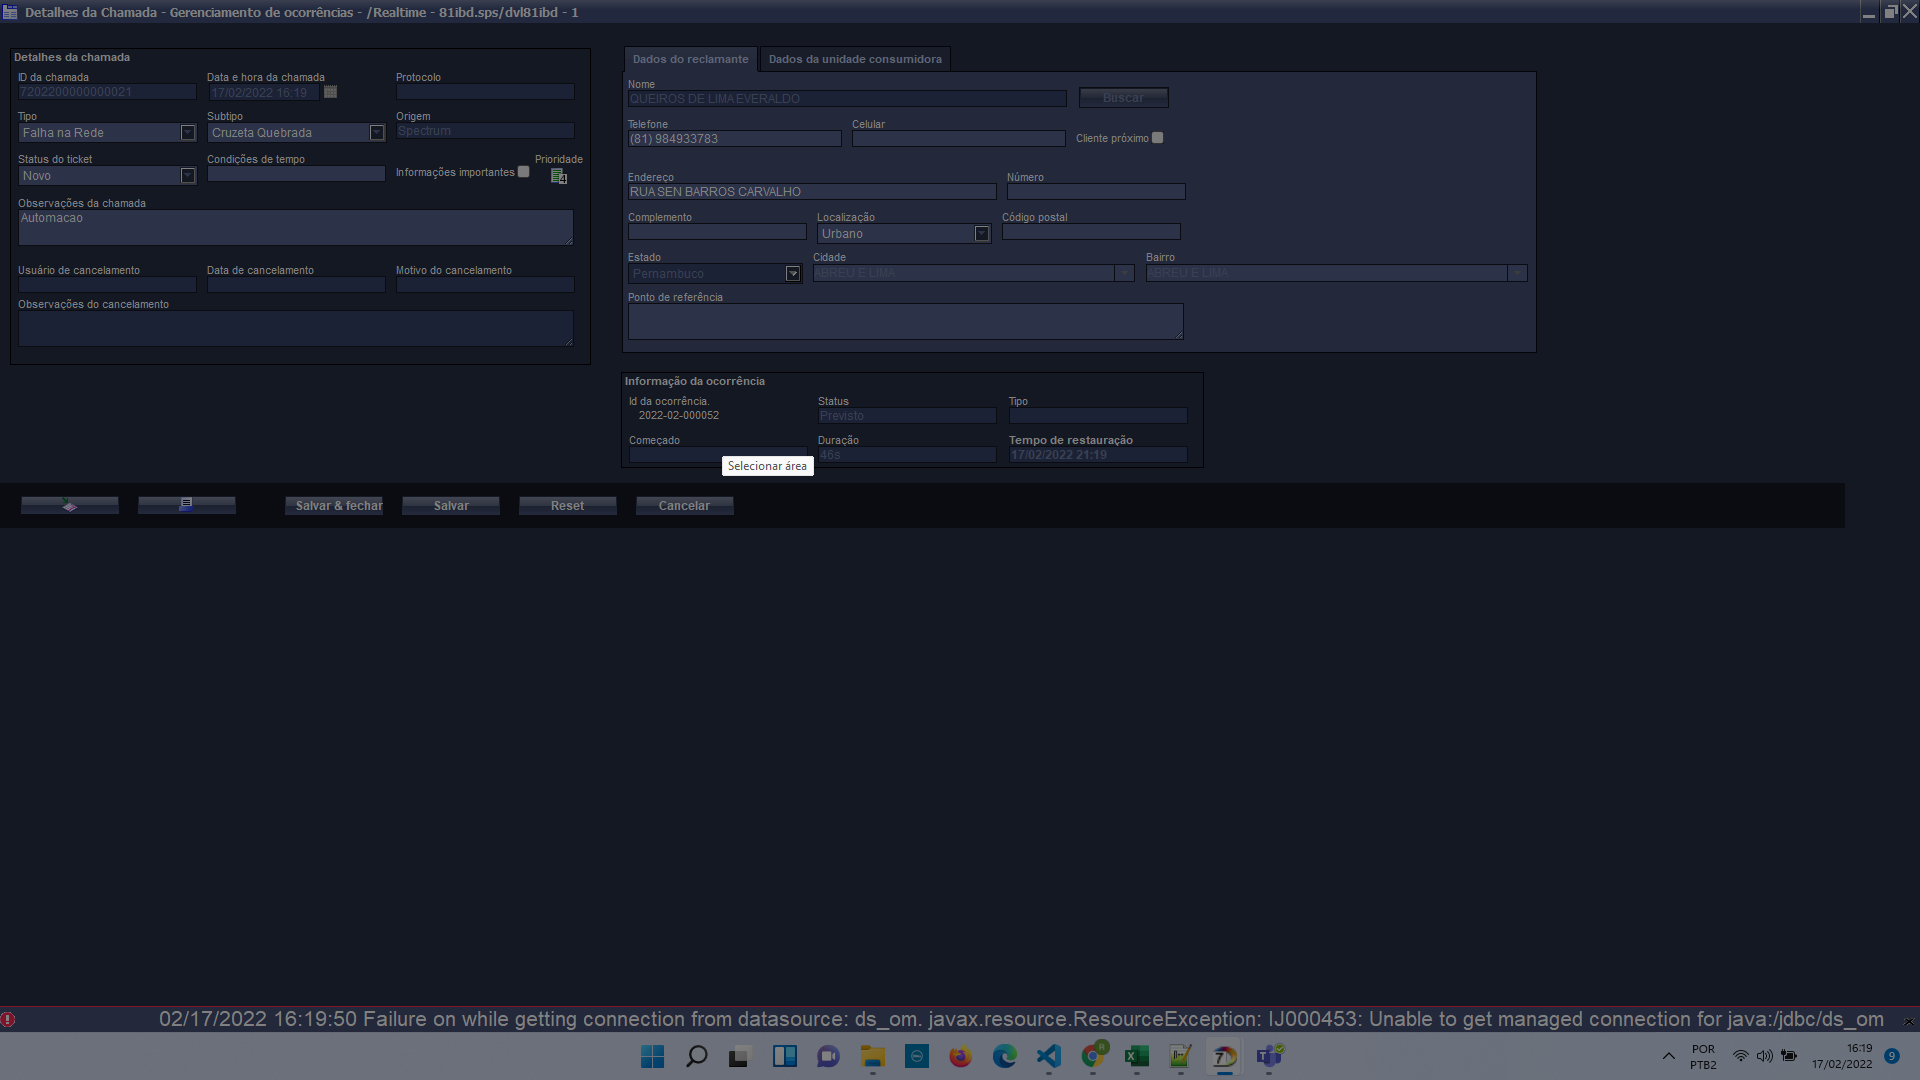 Detalhes da Chamada - Gerenciamento de ocorrências - /Realtime - 81ibd.sps/dvl81ibd - 1
Detalhes da chamada
ID da chamada
Data e hora da chamada
Protocolo
7202200000000021
17/02/2022 16:19
Tipo
Subtipo
Origem
Falha na Rede
Cruzeta Quebrada
Spectrum
Status do ticket
Condições de tempo
Informações importantes
Prioridade
Novo
4
Observações da chamada
Automacao
Usuário de cancelamento
Data de cancelamento
Motivo do cancelamento
Observações do cancelamento
Dados do reclamante
Dados da unidade consumidora
Nome
QUEIROS DE LIMA EVERALDO
Buscar
Telefone
Celular
(81) 984933783
Cliente próximo
Endereço
Número
RUA SEN BARROS CARVALHO
Complemento
Localização
Código postal
Urbano
Estado
Cidade
Bairro
Pernambuco
ABREU E LIMA
ABREU E LIMA
Ponto de referência
Informação da ocorrência
Id da ocorrência.
Status
Tipo
2022-02-000052
Previsto
Começado
Duração
Tempo de restauração
46s
17/02/2022 21:19
Selecionar área
Salvar & fechar
Salvar
Reset
Cancelar
02/17/2022 16:19:50 Failure on while getting connection from datasource: ds_om. javax.resource.ResourceException: IJ000453: Unable to get managed connection for java:/jdbc/ds_om
POR
PTB2
16:19
17/02/2022
9